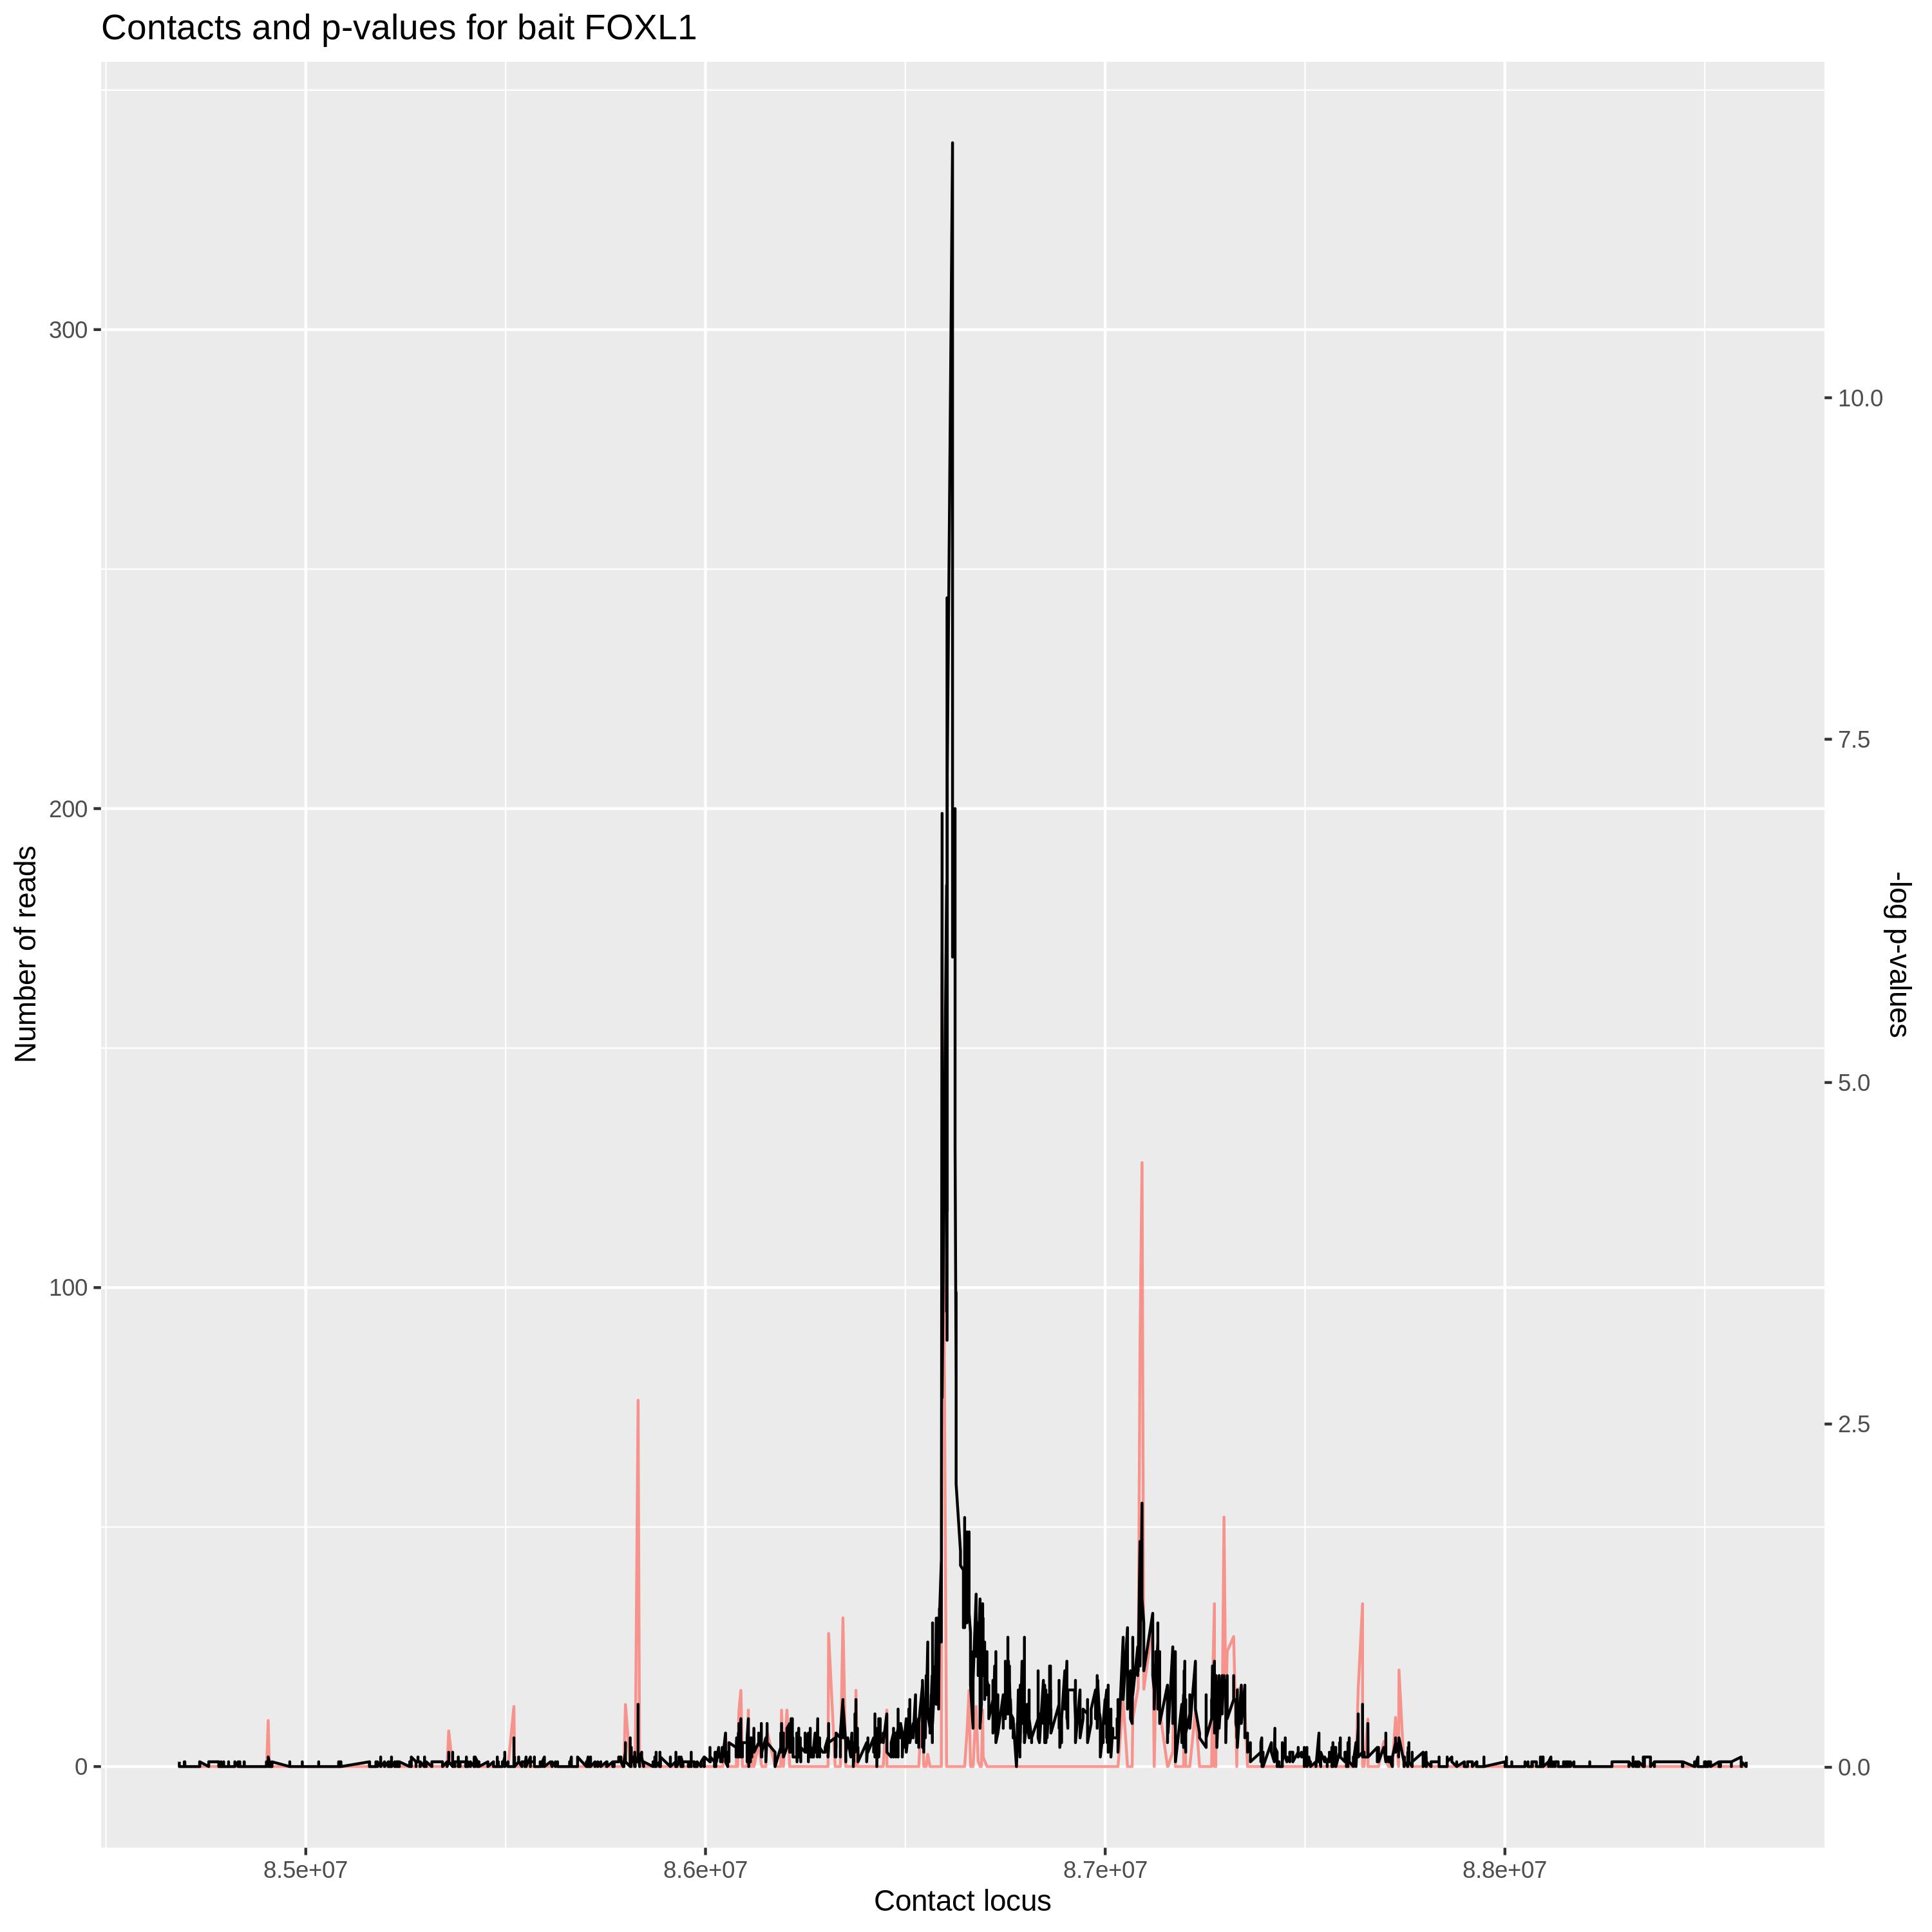 Contacts and p-values for bait FOXL1
300
200
100
0
Number of reads
10.0
7.5
5.0
2.5
0.0
-log p-values
8.5e+07
8.6e+07
8.7e+07
8.8e+07
Contact locus